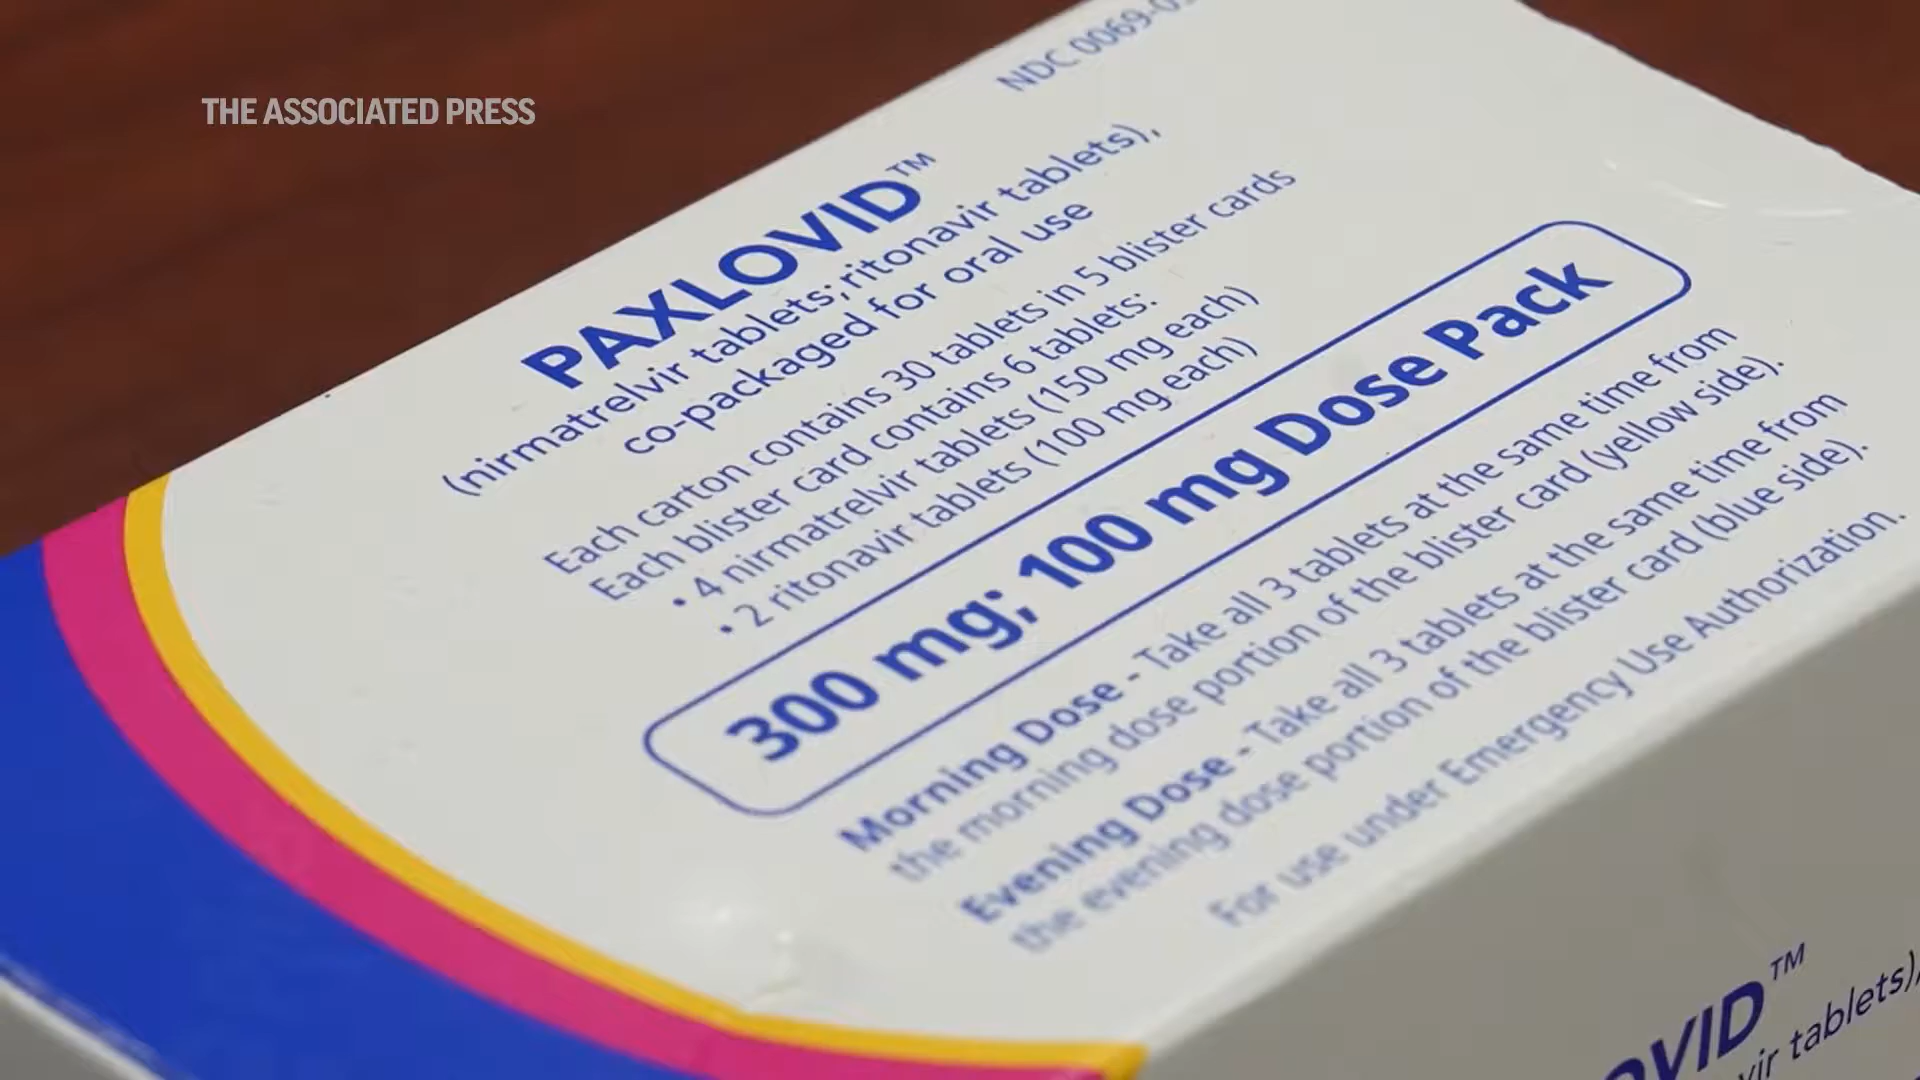 THE ASSOCIATED PRESS
NDC 0069-0
PAXLOVID™
(nirmatrelvir tablets; ritonavir tablets),
co-packaged for oral use
Each carton contains 30 tablets in 5 blister cards
Each blister card contains 6 tablets:
• 4 nirmatrelvir tablets (150 mg each)
• 2 ritonavir tablets (100 mg each)
300 mg; 100 mg Dose Pack
Morning Dose - Take all 3 tablets at the same time from
the morning dose portion of the blister card (yellow side).
Evening Dose - Take all 3 tablets at the same time from
the evening dose portion of the blister card (blue side).
For use under Emergency Use Authorization.
OVID™
vir tablets),